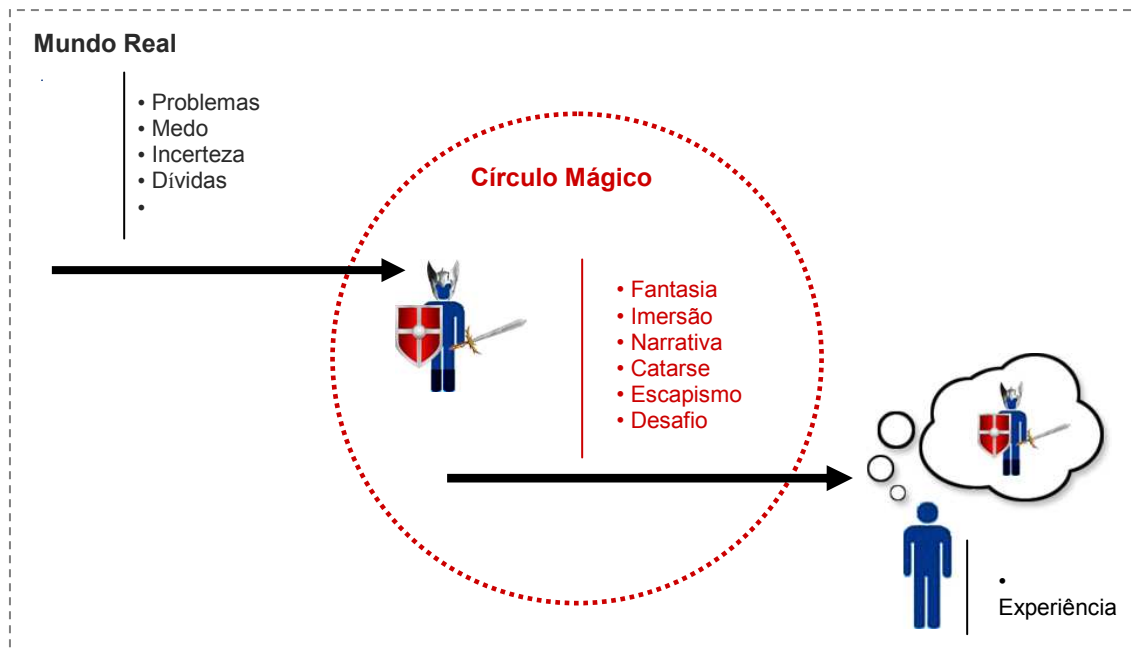 Mundo Real
• Problemas
• Medo
• Incerteza
• Dívidas
•
Círculo Mágico
• Fantasia
• Imersão
• Narrativa
• Catarse
• Escapismo
• Desafio
•
Experiência